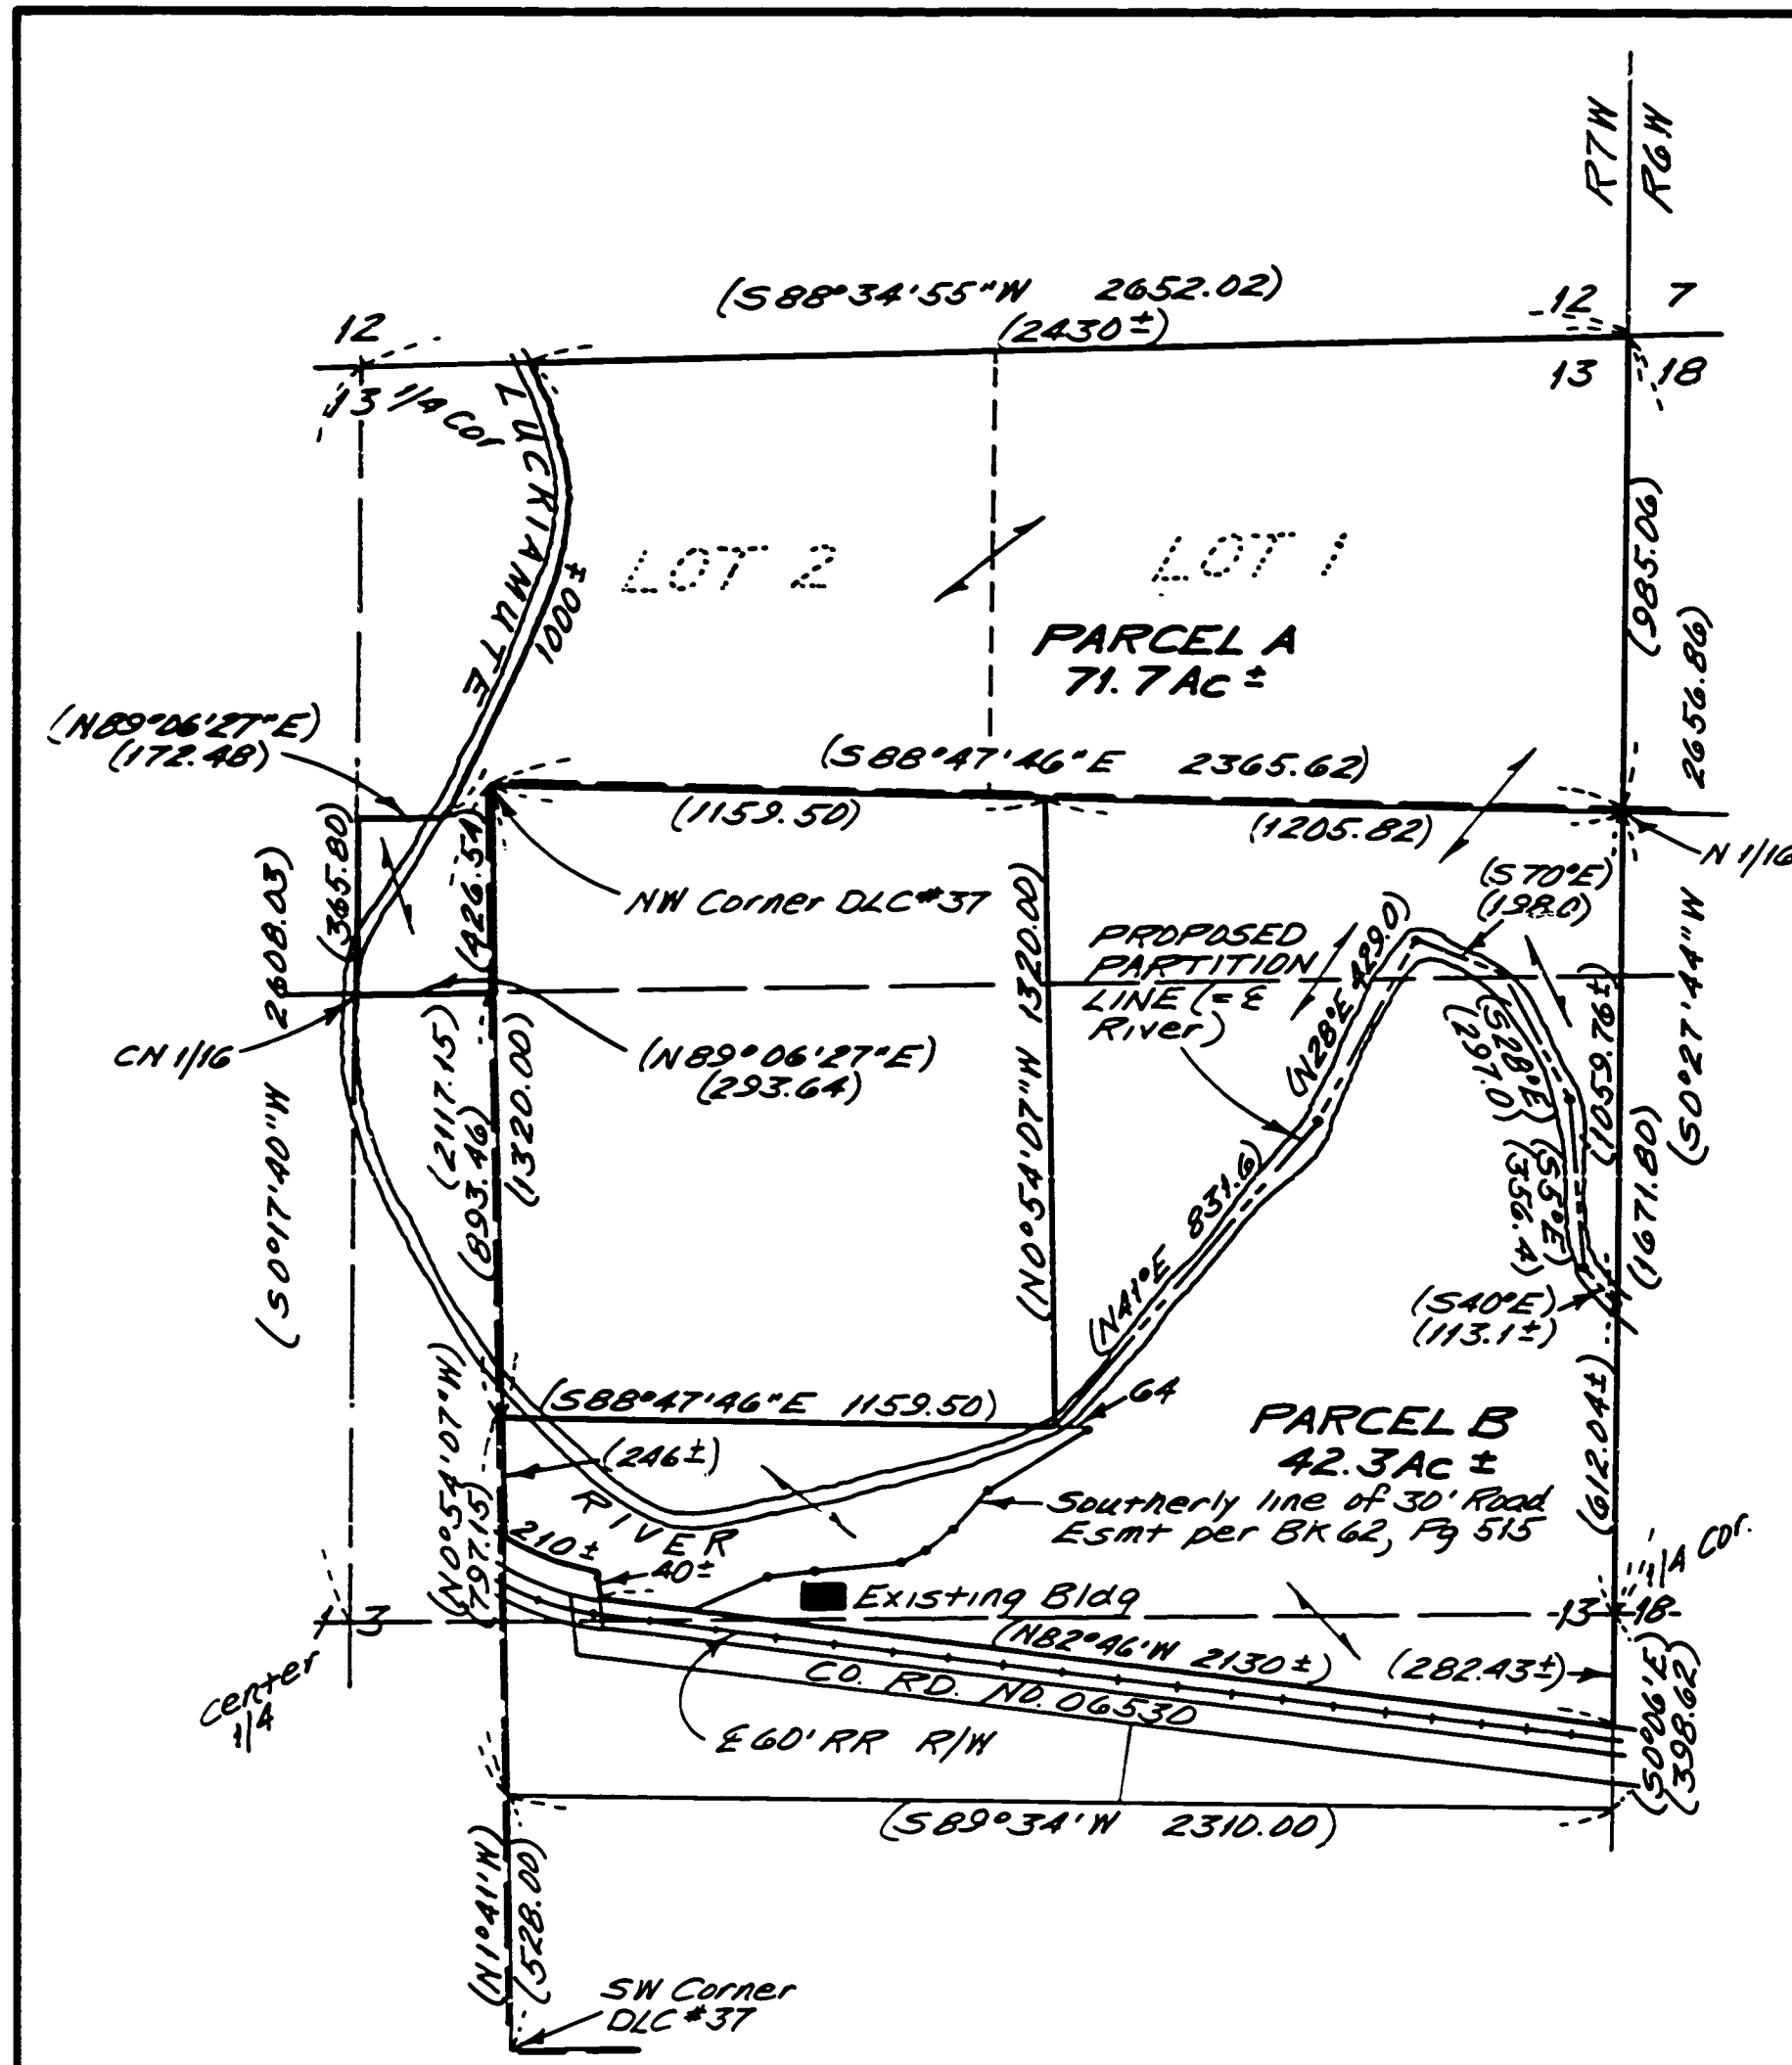 R7W
R6W
(S88°34'55"W 2652.02)
(2430±)
12
12
7
13
1/4 Cor
13
18
LUCKIAMUTE
1000±
LOT 2
LOT 1
(985.06)
2656.86)
PARCEL A
71.7 Ac ±
(N89°06'27"E)
(172.48)
(S88°47'46"E 2365.62)
(1159.50)
(1205.82)
N 1/16
(365.80)
(426.54)
2608.03)
NW Corner DLC #37
(S70°E)
(198.0)
PROPOSED
PARTITION
LINE (= ℄
River)
(N28°E 429.0)
(S28°E)
(297.0)
(1059.76±)
(S0°27'44"W
CN 1/16
(N89°06'27"E)
(293.64)
(S0°17'40"W
(2117.15)
(893.46)
(1320.00)
(N0°54'07"W 1320.00)
(N41°E 831.6)
(S5°E)
(356.4)
(1671.80)
(S40°E)
(113.1±)
(N0°54'07"W)
(797.15)
(S88°47'46"E 1159.50)
64
(246±)
PARCEL B
42.3 Ac ±
(612.04±)
RIVER
210±
40±
Southerly line of 30' Road
Esmt per BK 62, Pg 515
1/4 Cor.
Existing Bldg
13
13
18
Center
1/4
(N82°46'W 2130±)
(282.43±)
CO. RD. NO. 06530
℄ 60' RR R/W
(S0°06'E)
(398.62)
(S89°34'W 2310.00)
(N1°41'W)
(528.00)
SW Corner
DLC #37